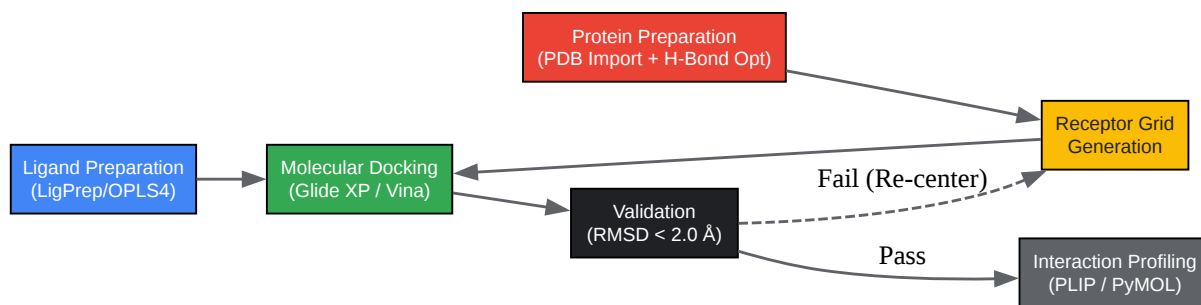 Protein Preparation
(PDB Import + H-Bond Opt)
Receptor Grid
Generation
Ligand Preparation
(LigPrep/OPLS4)
Molecular Docking
(Glide XP / Vina)
Fail (Re-center)
Validation
(RMSD < 2.0 Å)
Pass
Interaction Profiling
(PLIP / PyMOL)